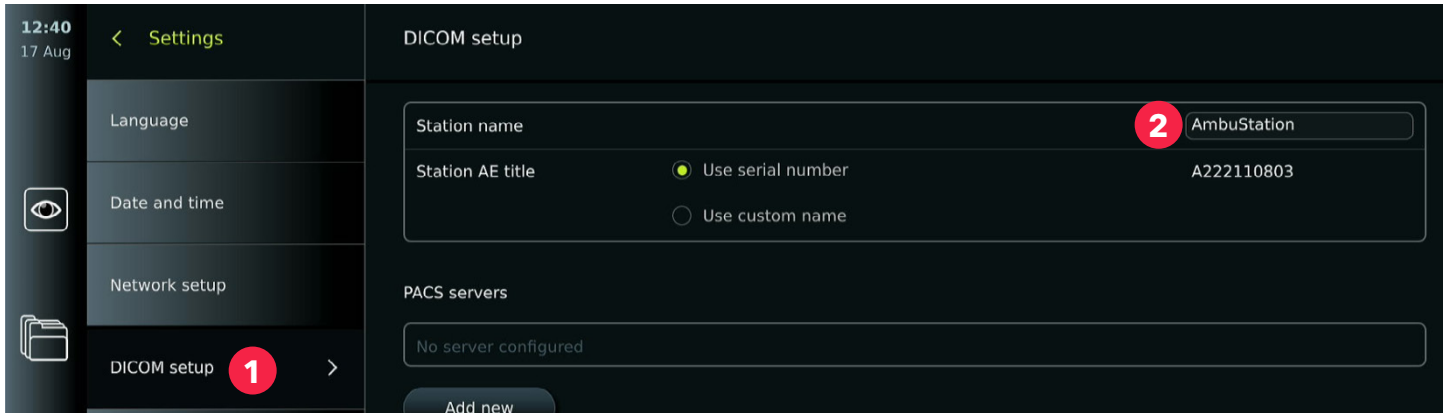 12:40
17 Aug
Settings
Language
Date and time
Network setup
DICOM setup 1
DICOM setup
Station name 2 AmbuStation
Station AE title Use serial number A222110803
Use custom name
PACS servers
No server configured
Add new